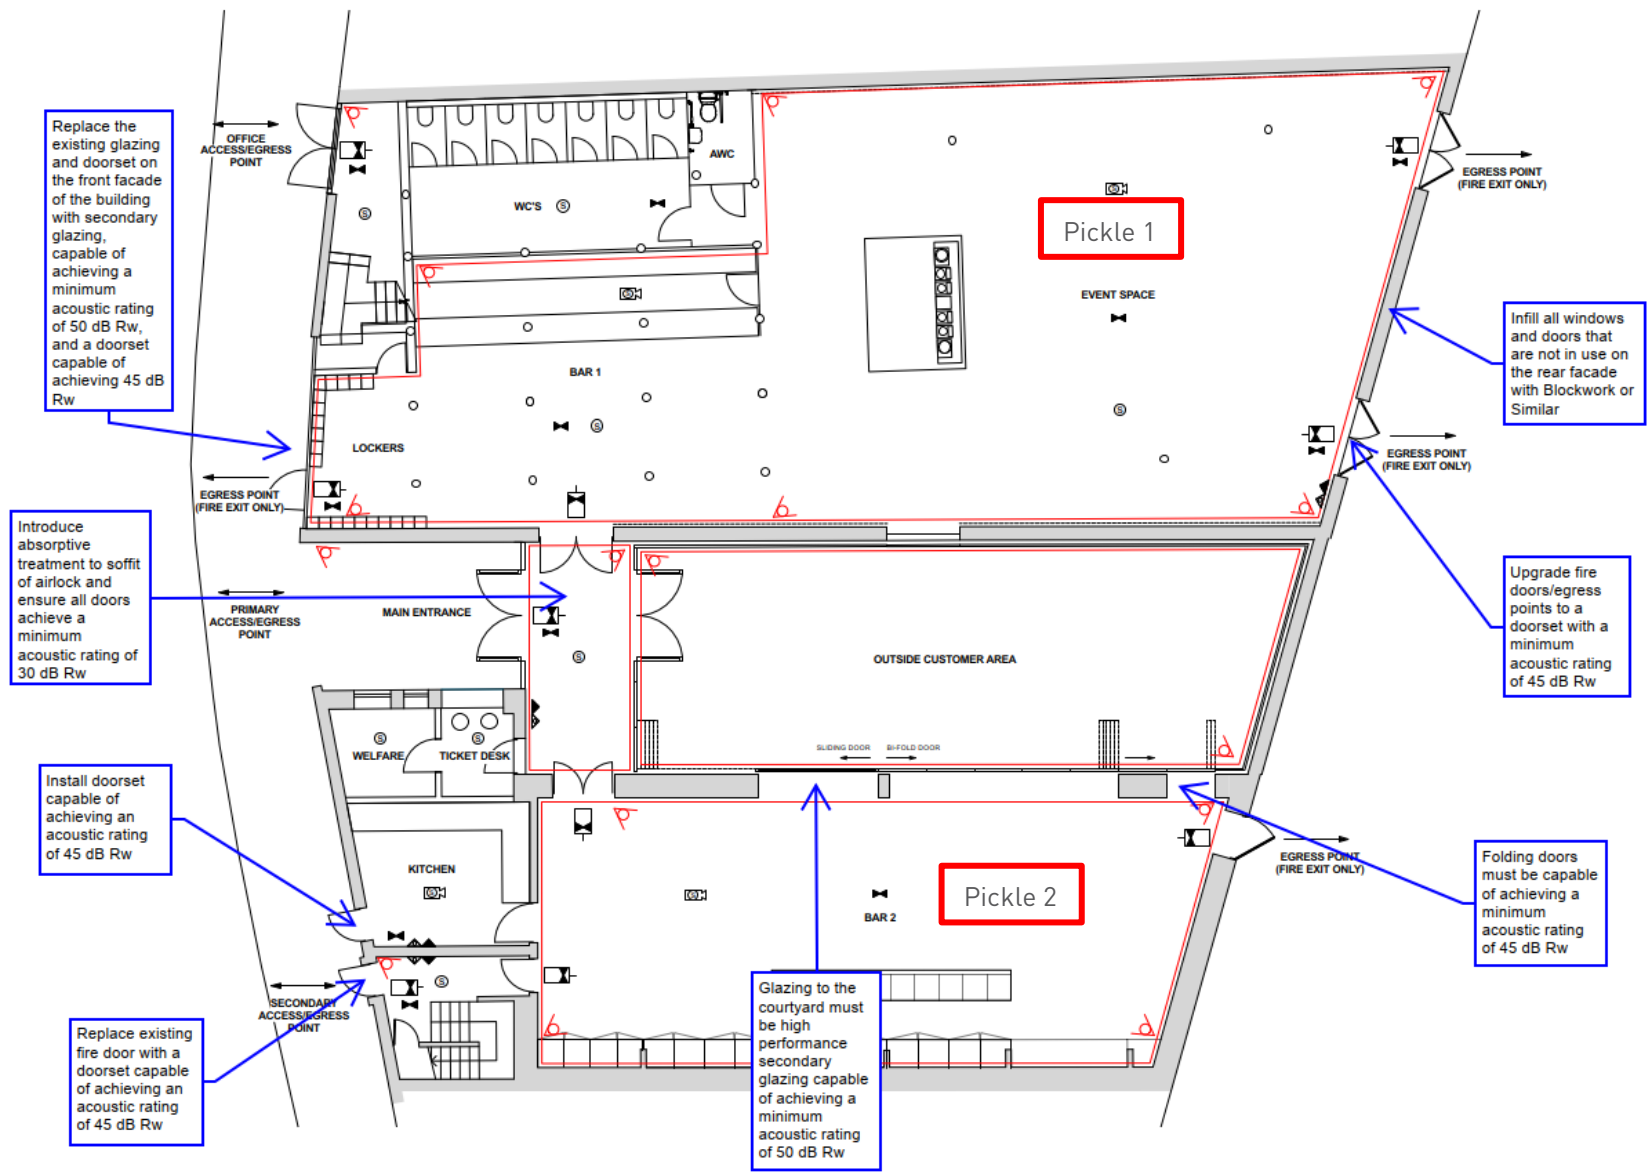 Replace the
existing glazing
and doorset on
the front facade
of the building
with secondary
glazing,
capable of
achieving a
minimum
acoustic rating
of 50 dB Rw,
and a doorset
capable of
achieving 45 dB
Rw
OFFICE
ACCESS/EGRESS
POINT
AWC
WC'S
S
S
EGRESS POINT
(FIRE EXIT ONLY)
Pickle 1
EVENT SPACE
Infill all windows
and doors that
are not in use on
the rear facade
with Blockwork or
Similar
BAR 1
S
S
LOCKERS
EGRESS POINT
(FIRE EXIT ONLY)
EGRESS POINT
(FIRE EXIT ONLY)
Introduce
absorptive
treatment to soffit
of airlock and
ensure all doors
achieve a
minimum
acoustic rating of
30 dB Rw
PRIMARY
ACCESS/EGRESS
POINT
MAIN ENTRANCE
S
OUTSIDE CUSTOMER AREA
Upgrade fire
doors/egress
points to a
doorset with a
minimum
acoustic rating
of 45 dB Rw
S
S
WELFARE
TICKET DESK
SLIDING DOOR
BI-FOLD DOOR
Install doorset
capable of
achieving an
acoustic rating
of 45 dB Rw
KITCHEN
Pickle 2
BAR 2
EGRESS POINT
(FIRE EXIT ONLY)
Folding doors
must be capable
of achieving a
minimum
acoustic rating
of 45 dB Rw
S
SECONDARY
ACCESS/EGRESS
POINT
Replace existing
fire door with a
doorset capable
of achieving an
acoustic rating
of 45 dB Rw
Glazing to the
courtyard must
be high
performance
secondary
glazing capable
of achieving a
minimum
acoustic rating
of 50 dB Rw